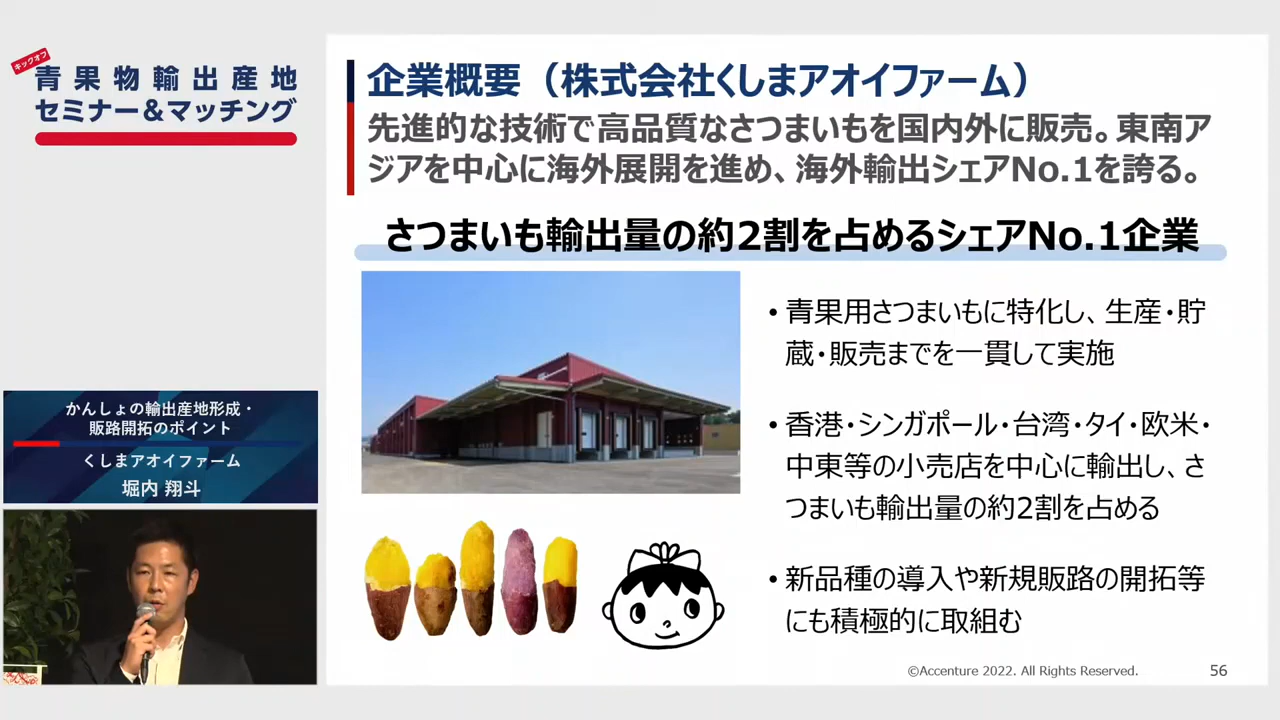 キックオフ
青果物輸出産地
セミナー&マッチング
かんしょの輸出産地形成・
販路開拓のポイント
くしまアオイファーム
堀内 翔斗
企業概要（株式会社くしまアオイファーム）
先進的な技術で高品質なさつまいもを国内外に販売。東南ア
ジアを中心に海外展開を進め、海外輸出シェアNo.1を誇る。
さつまいも輸出量の約2割を占めるシェアNo.1企業
• 青果用さつまいもに特化し、生産・貯
蔵・販売までを一貫して実施
• 香港・シンガポール・台湾・タイ・欧米・
中東等の小売店を中心に輸出し、さ
つまいも輸出量の約2割を占める
• 新品種の導入や新規販路の開拓等
にも積極的に取組む
©Accenture 2022. All Rights Reserved.
56